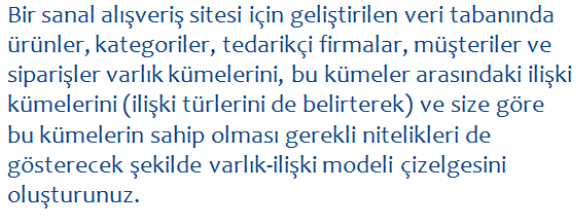 Bir sanal alışveriş sitesi için geliştirilen veri tabanında
ürünler, kategoriler, tedarikçi firmalar, müşteriler ve
siparişler varlık kümelerini, bu kümeler arasındaki ilişki
kümelerini (ilişki türlerini de belirterek) ve size göre
bu kümelerin sahip olması gerekli nitelikleri de
gösterecek şekilde varlık-ilişki modeli çizelgesini
oluşturunuz.